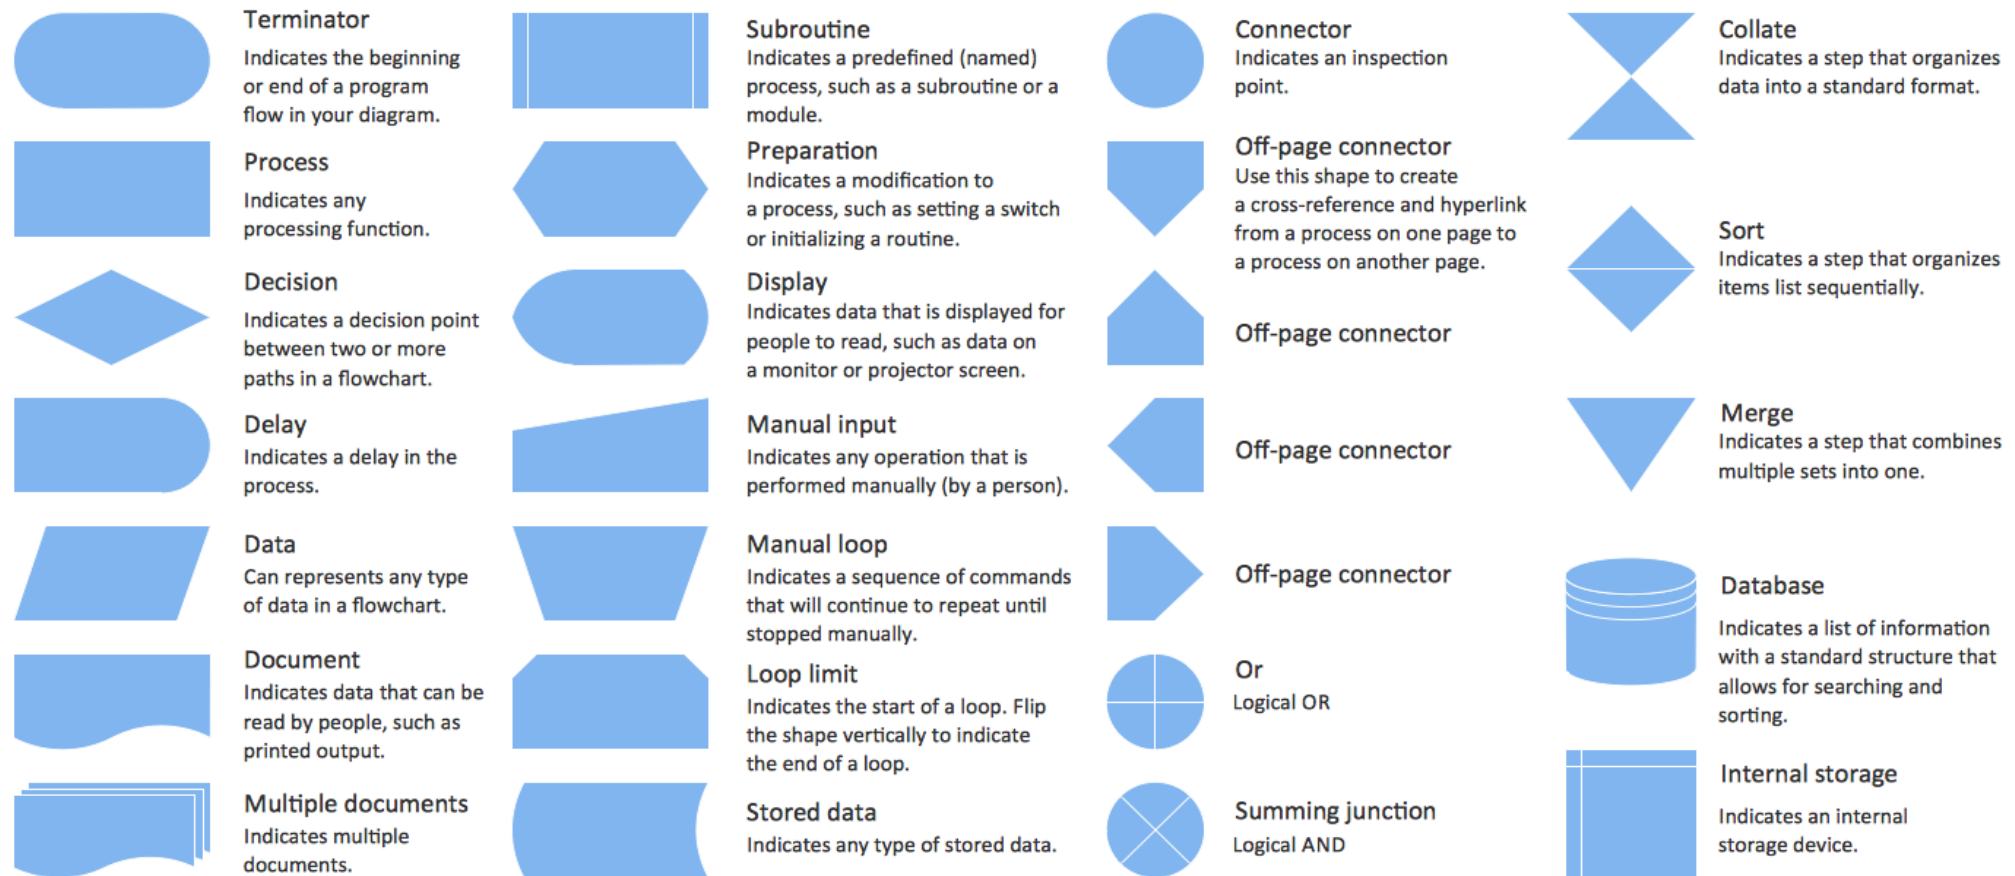 Terminator
Indicates the beginning
or end of a program
flow in your diagram.
Process
Indicates any
processing function.
Decision
Indicates a decision point
between two or more
paths in a flowchart.
Delay
Indicates a delay in the
process.
Data
Can represents any type
of data in a flowchart.
Document
Indicates data that can be
read by people, such as
printed output.
Multiple documents
Indicates multiple
documents.
Subroutine
Indicates a predefined (named)
process, such as a subroutine or a
module.
Preparation
Indicates a modification to
a process, such as setting a switch
or initializing a routine.
Display
Indicates data that is displayed for
people to read, such as data on
a monitor or projector screen.
Manual input
Indicates any operation that is
performed manually (by a person).
Manual loop
Indicates a sequence of commands
that will continue to repeat until
stopped manually.
Loop limit
Indicates the start of a loop. Flip
the shape vertically to indicate
the end of a loop.
Stored data
Indicates any type of stored data.
Connector
Indicates an inspection
point.
Off-page connector
Use this shape to create
a cross-reference and hyperlink
from a process on one page to
a process on another page.
Off-page connector
Off-page connector
Off-page connector
Or
Logical OR
Summing junction
Logical AND
Collate
Indicates a step that organizes
data into a standard format.
Sort
Indicates a step that organizes
items list sequentially.
Merge
Indicates a step that combines
multiple sets into one.
Database
Indicates a list of information
with a standard structure that
allows for searching and
sorting.
Internal storage
Indicates an internal
storage device.